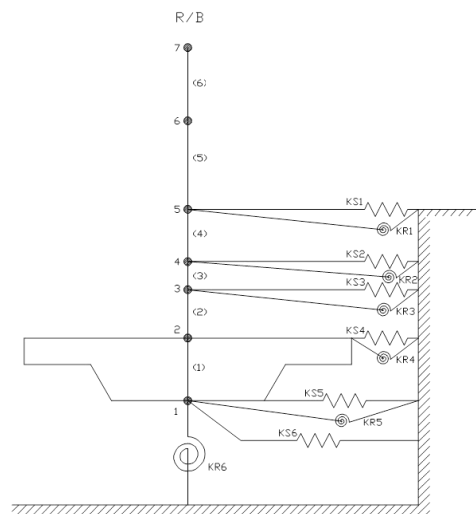 R/B
7
(6)
6
(5)
5
KS1
KR1
(4)
KS2
4
KR2
(3)
KS3
3
KR3
(2)
KS4
2
KR4
(1)
KS5
1
KR5
KS6
KR6